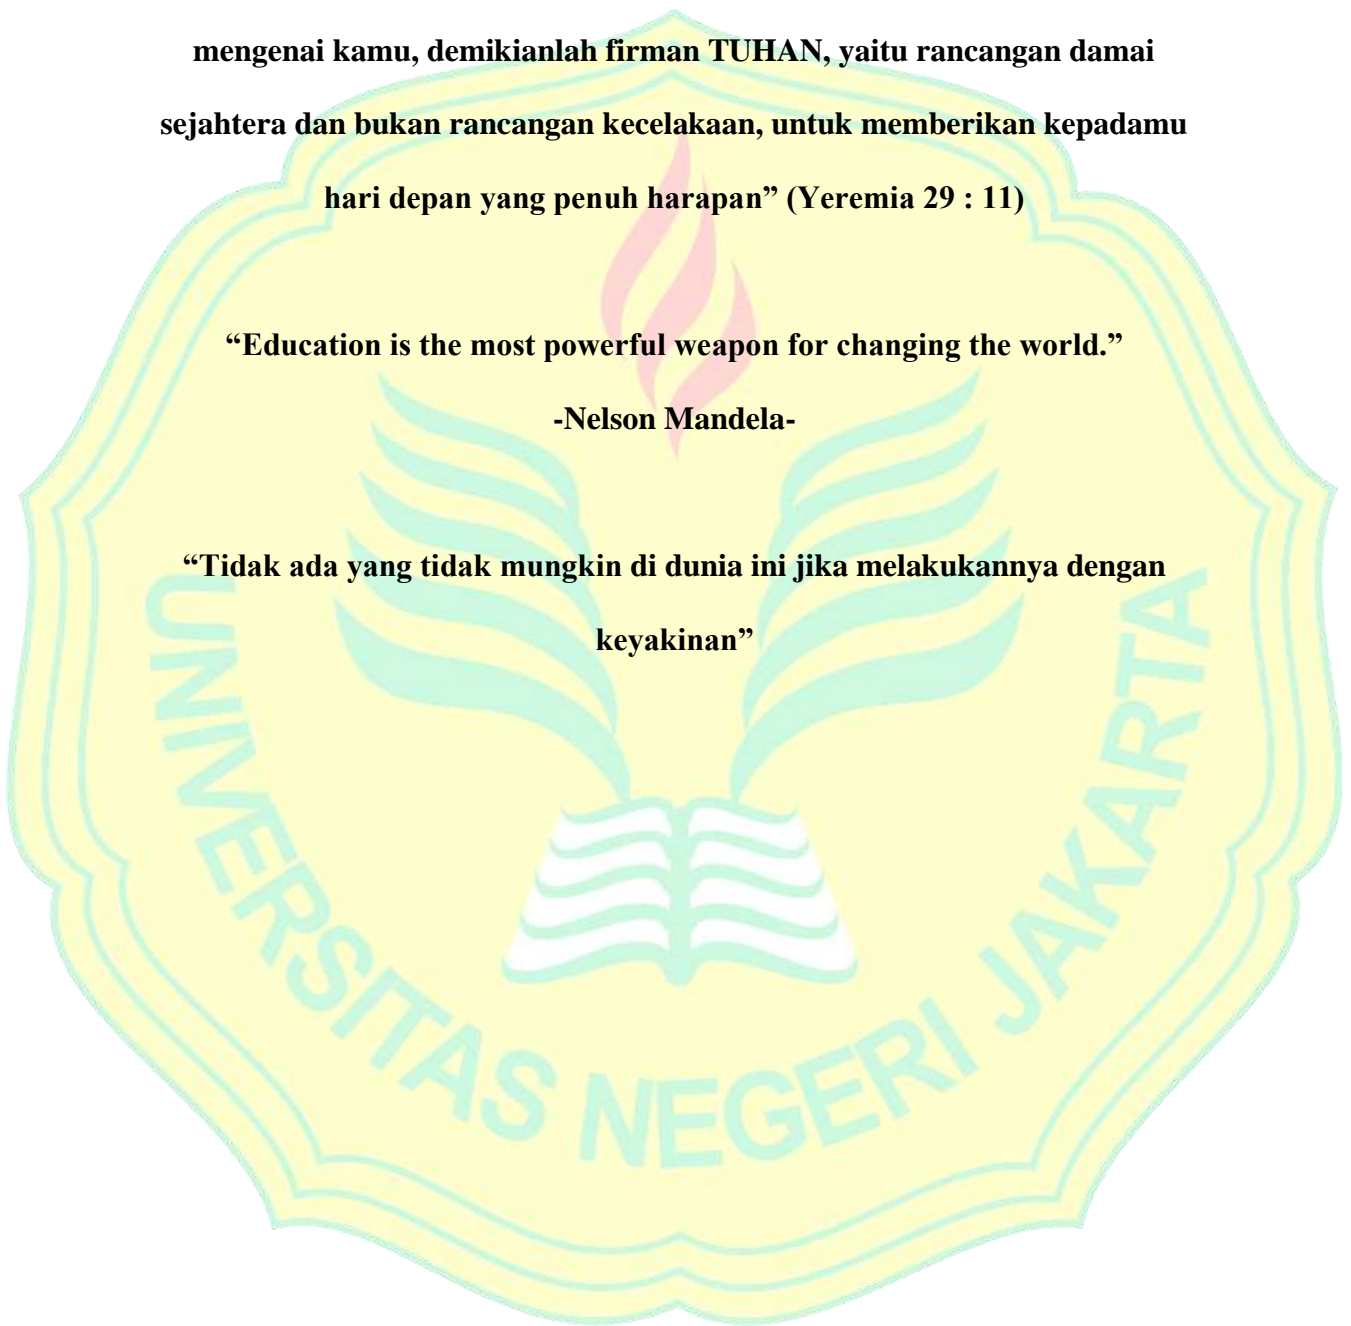 mengenai kamu, demikianlah firman TUHAN, yaitu rancangan damai
sejahtera dan bukan rancangan kecelakaan, untuk memberikan kepadamu
hari depan yang penuh harapan” (Yeremia 29 : 11)
“Education is the most powerful weapon for changing the world.”
-Nelson Mandela-
“Tidak ada yang tidak mungkin di dunia ini jika melakukannya dengan
keyakinan”
UNIVERSITAS NEGERI JAKARTA